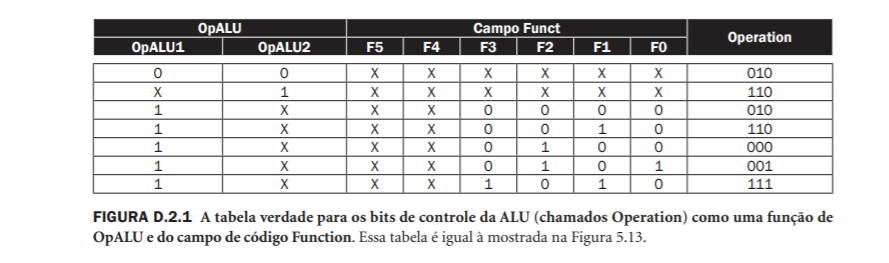 OpALU Campo Funct Operation
OpALU1 OpALU2 F5 F4 F3 F2 F1 F0
0 0 X X X X X X 010
X 1 X X X X X X 110
1 X X X 0 0 0 0 010
1 X X X 0 0 1 0 110
1 X X X 0 1 0 0 000
1 X X X 0 1 0 1 001
1 X X X 1 0 1 0 111
FIGURA D.2.1 A tabela verdade para os bits de controle da ALU (chamados Operation) como uma função de
OpALU e do campo de código Function. Essa tabela é igual à mostrada na Figura 5.13.